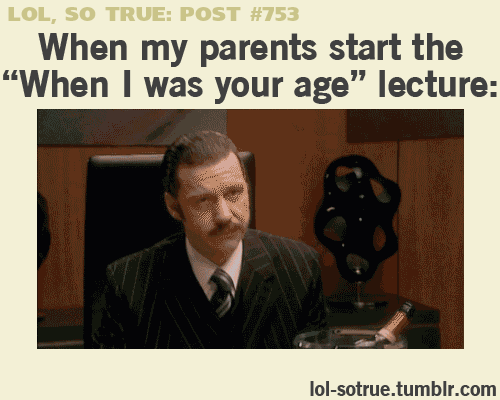 LOL, SO TRUE: POST #753
When my parents start the
“When I was your age” lecture:
lol-sotrue.tumblr.com